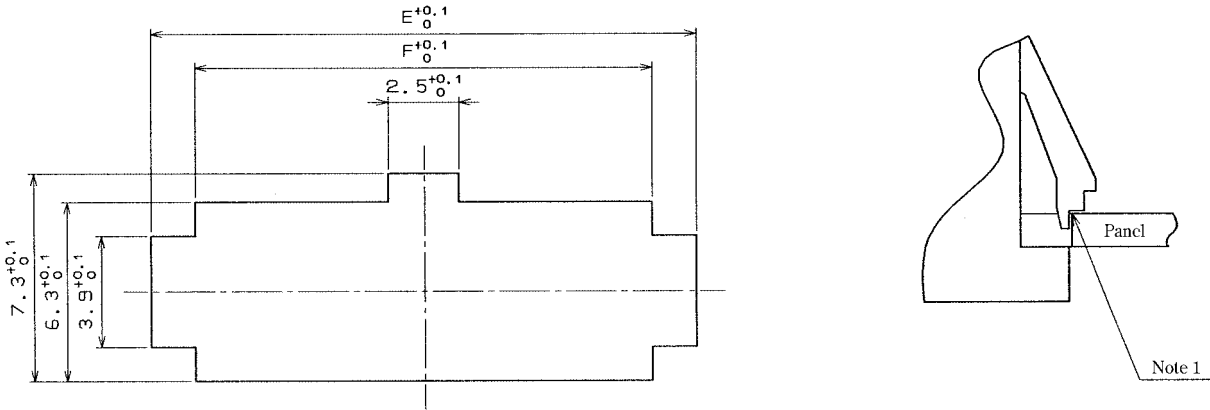 E +0.1 0
F +0.1 0
2.5 +0.1 0
7.3 +0.1 0
6.3 +0.1 0
3.9 +0.1 0
Panel
Note 1